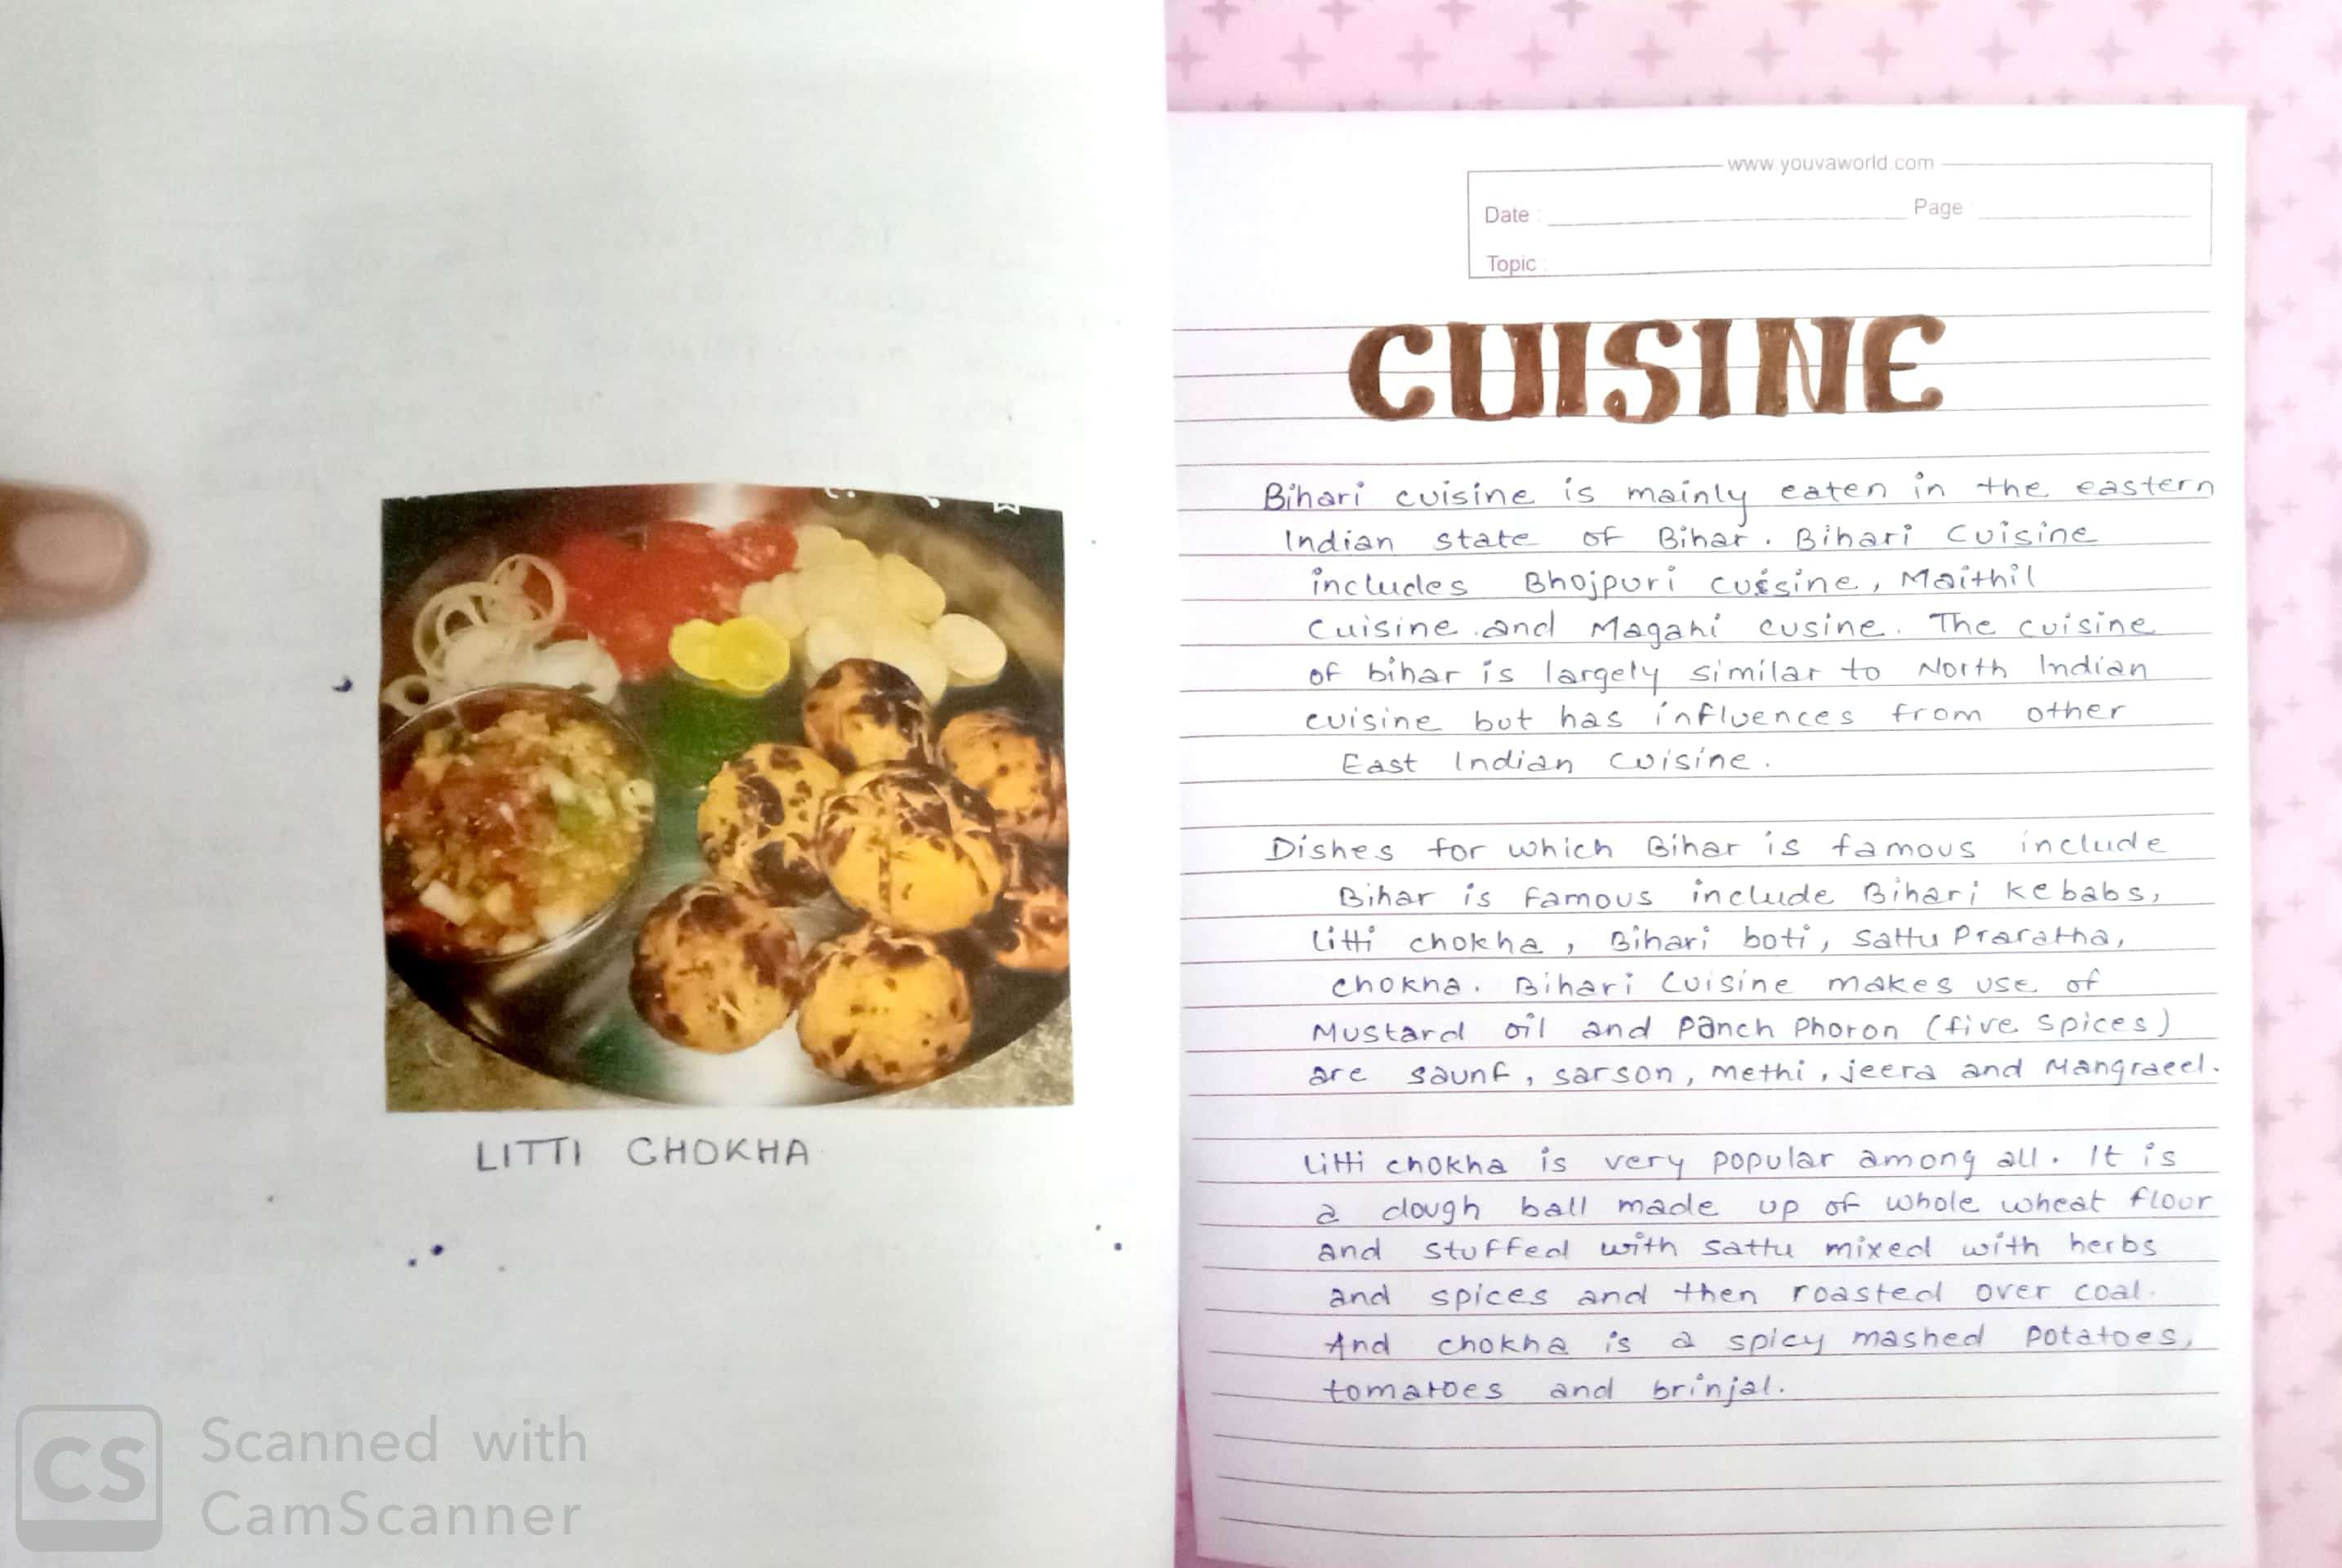 LITTI CHOKHA
Scanned with
CamScanner
www.youvaworld.com
Date : Page
Topic :
CUISINE
Bihari cuisine is mainly eaten in the eastern
Indian state of Bihar. Bihari Cuisine
includes Bhojpuri cuisine, Maithil
Cuisine and Magahi cusine. The cuisine
of bihar is largely similar to North Indian
cuisine but has influences from other
East Indian cuisine.
Dishes for which Bihar is famous include
Bihar is famous include Bihari kebabs,
litti chokha, Bihari boti, sattu Praratha,
chokha. Bihari Cuisine makes use of
Mustard oil and Panch Phoron (five spices)
are saunf, sarson, methi, jeera and Mangraeel.
Litti chokha is very popular among all. It is
a dough ball made up of whole wheat flour
and stuffed with sattu mixed with herbs
and spices and then roasted over coal.
And chokha is a spicy mashed potatoes,
tomatoes and brinjal.
CS